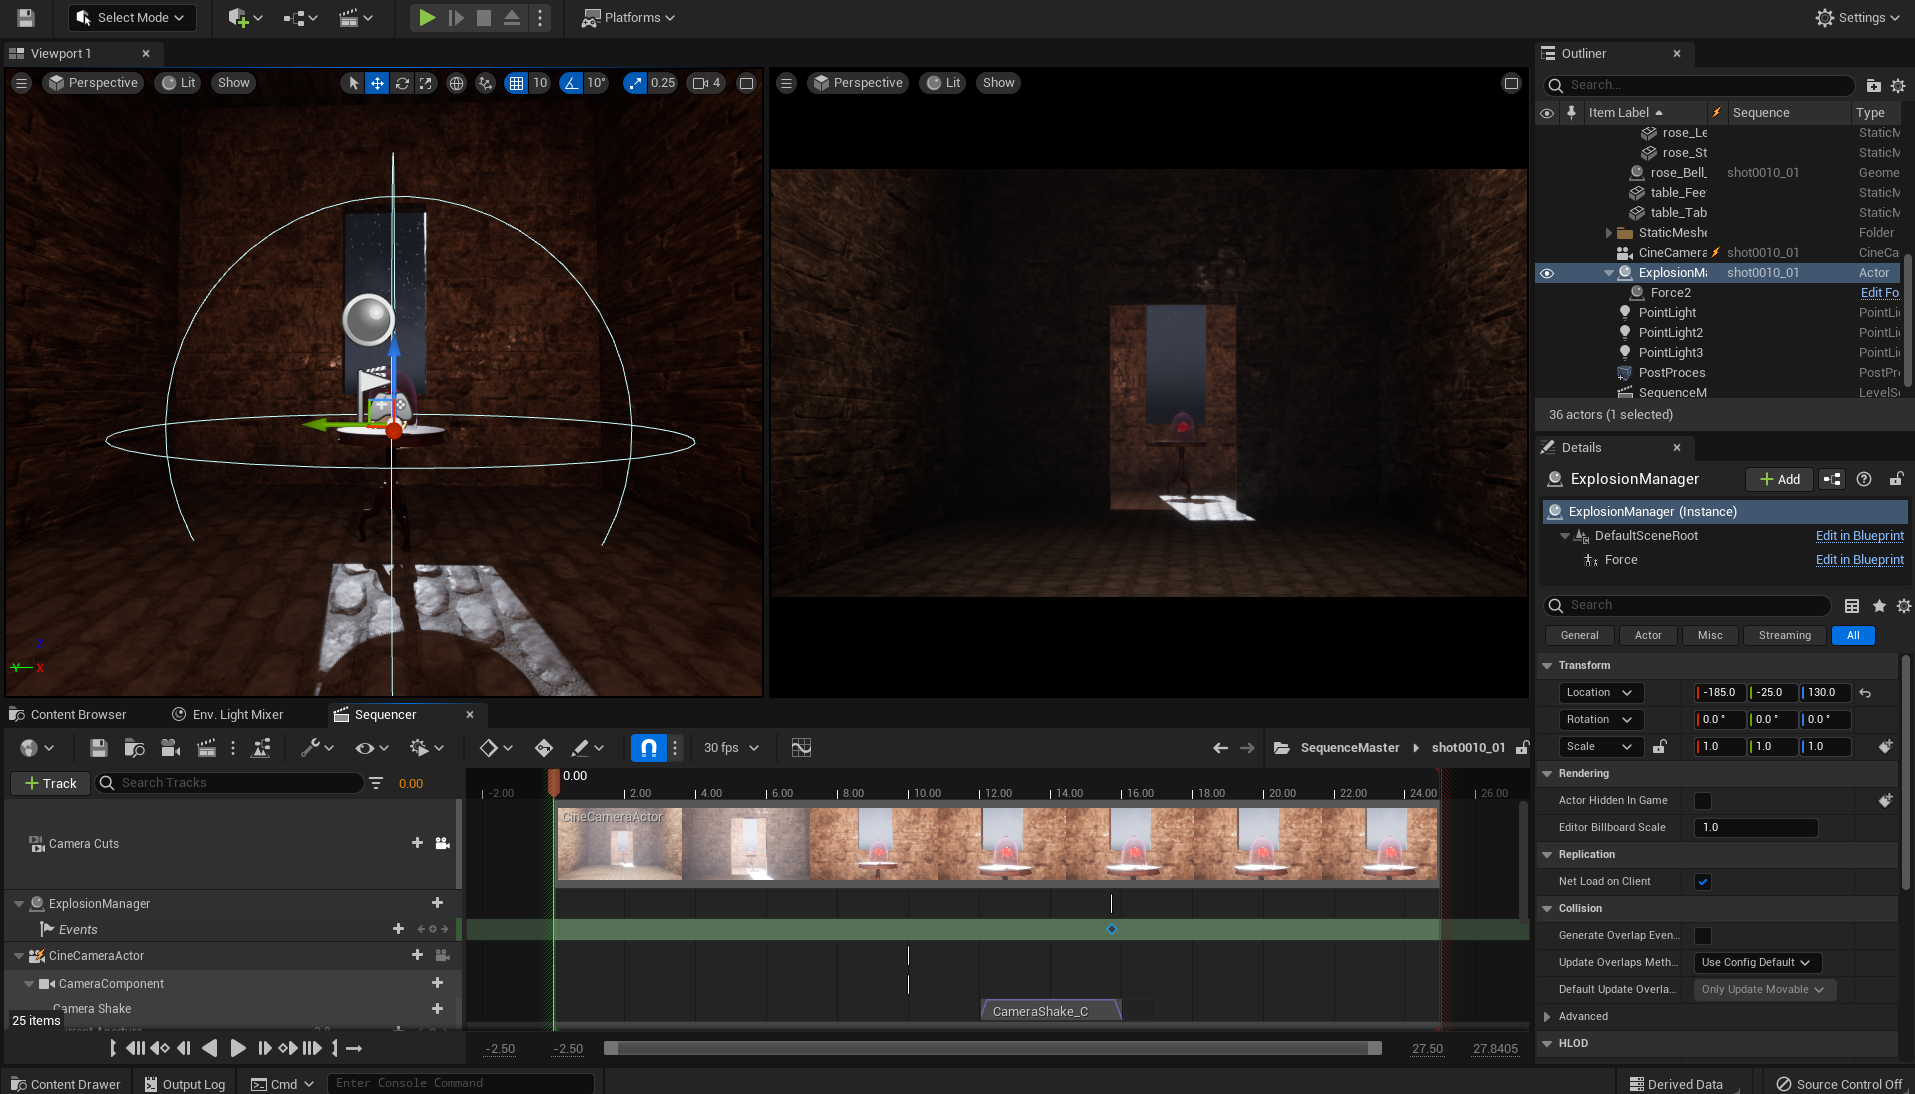 Select Mode
Platforms
Settings
Viewport 1
Perspective
Lit
Show
10
10°
0.25
4
Perspective
Lit
Show
Outliner
Search...
Item Label
Sequence
Type
rose_Le
StaticM
rose_St
StaticM
rose_Bell_
shot0010_01
Geome
table_Fee
StaticM
table_Tab
StaticM
StaticMeshe
Folder
CineCamera
shot0010_01
CineCa
ExplosionMa
shot0010_01
Actor
Force2
Edit Fo
PointLight
PointLi
PointLight2
PointLi
PointLight3
PointLi
PostProces
PostPr
SequenceM
LevelSe
36 actors (1 selected)
Details
ExplosionManager
Add
ExplosionManager (Instance)
DefaultSceneRoot
Edit in Blueprint
Force
Edit in Blueprint
Search
General
Actor
Misc
Streaming
All
Transform
Location
-185.0
-25.0
130.0
Rotation
0.0 °
0.0 °
0.0 °
Scale
1.0
1.0
1.0
Rendering
Actor Hidden In Game
Editor Billboard Scale
1.0
Replication
Net Load on Client
Collision
Generate Overlap Even...
Update Overlaps Meth...
Use Config Default
Default Update Overla...
Only Update Movable
Advanced
HLOD
Y
X
Z
Content Browser
Env. Light Mixer
Sequencer
30 fps
SequenceMaster
shot0010_01
Track
Search Tracks
0.00
0.00
-2.00
2.00
4.00
6.00
8.00
10.00
12.00
14.00
16.00
18.00
20.00
22.00
24.00
26.00
Camera Cuts
CineCameraActor
ExplosionManager
Events
CineCameraActor
CameraComponent
Camera Shake
CameraShake_C
25 items
-2.50
-2.50
27.50
27.8405
Content Drawer
Output Log
Cmd
Enter Console Command
Derived Data
Source Control Off